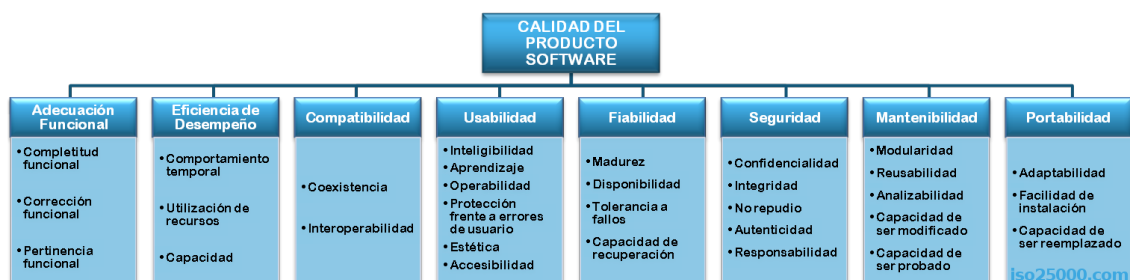 CALIDAD DEL
PRODUCTO
SOFTWARE
Adecuación
Funcional
• Completitud
funcional
• Corrección
funcional
• Pertinencia
funcional
Eficiencia de
Desempeño
• Comportamiento
temporal
• Utilización de
recursos
• Capacidad
Compatibilidad
• Coexistencia
• Interoperabilidad
Usabilidad
• Inteligibilidad
• Aprendizaje
• Operabilidad
• Protección
frente a errores
de usuario
• Estética
• Accesibilidad
Fiabilidad
• Madurez
• Disponibilidad
• Tolerancia a
fallos
• Capacidad de
recuperación
Seguridad
• Confidencialidad
• Integridad
• No repudio
• Autenticidad
• Responsabilidad
Mantenibilidad
• Modularidad
• Reusabilidad
• Analizabilidad
• Capacidad de
ser modificado
• Capacidad de
ser probado
Portabilidad
• Adaptabilidad
• Facilidad de
instalación
• Capacidad de
ser reemplazado
iso25000.com